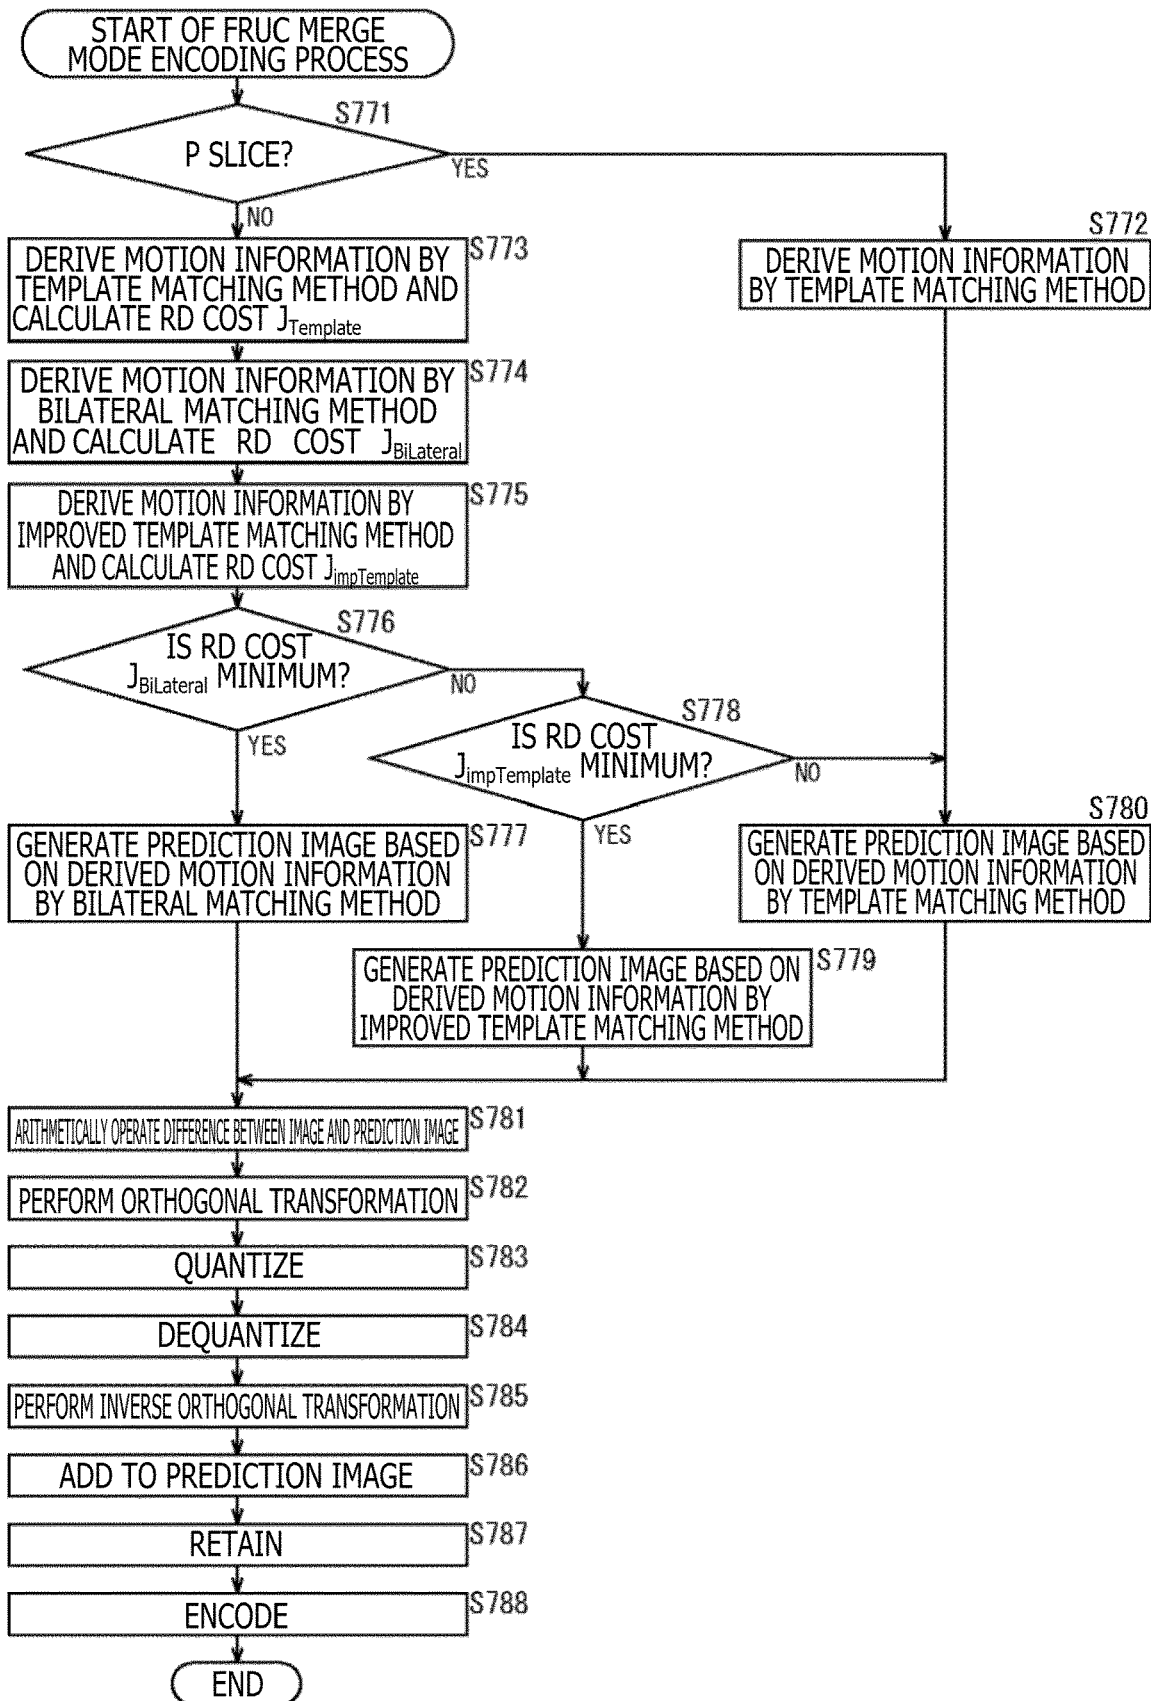 START OF FRUC MERGE
MODE ENCODING PROCESS
S771
P SLICE?
YES
NO
S772
DERIVE MOTION INFORMATION
BY TEMPLATE MATCHING METHOD
S773
DERIVE MOTION INFORMATION BY
TEMPLATE MATCHING METHOD AND
CALCULATE RD COST JTemplate
S774
DERIVE MOTION INFORMATION BY
BILATERAL MATCHING METHOD
AND CALCULATE RD COST JBiLateral
S775
DERIVE MOTION INFORMATION BY
IMPROVED TEMPLATE MATCHING METHOD
AND CALCULATE RD COST JimpTemplate
S776
IS RD COST
JBiLateral MINIMUM?
NO
YES
S778
IS RD COST
JimpTemplate MINIMUM?
NO
YES
S777
GENERATE PREDICTION IMAGE BASED
ON DERIVED MOTION INFORMATION
BY BILATERAL MATCHING METHOD
S780
GENERATE PREDICTION IMAGE BASED
ON DERIVED MOTION INFORMATION
BY TEMPLATE MATCHING METHOD
S779
GENERATE PREDICTION IMAGE BASED ON
DERIVED MOTION INFORMATION BY
IMPROVED TEMPLATE MATCHING METHOD
S781
ARITHMETICALLY OPERATE DIFFERENCE BETWEEN IMAGE AND PREDICTION IMAGE
S782
PERFORM ORTHOGONAL TRANSFORMATION
S783
QUANTIZE
S784
DEQUANTIZE
S785
PERFORM INVERSE ORTHOGONAL TRANSFORMATION
S786
ADD TO PREDICTION IMAGE
S787
RETAIN
S788
ENCODE
END